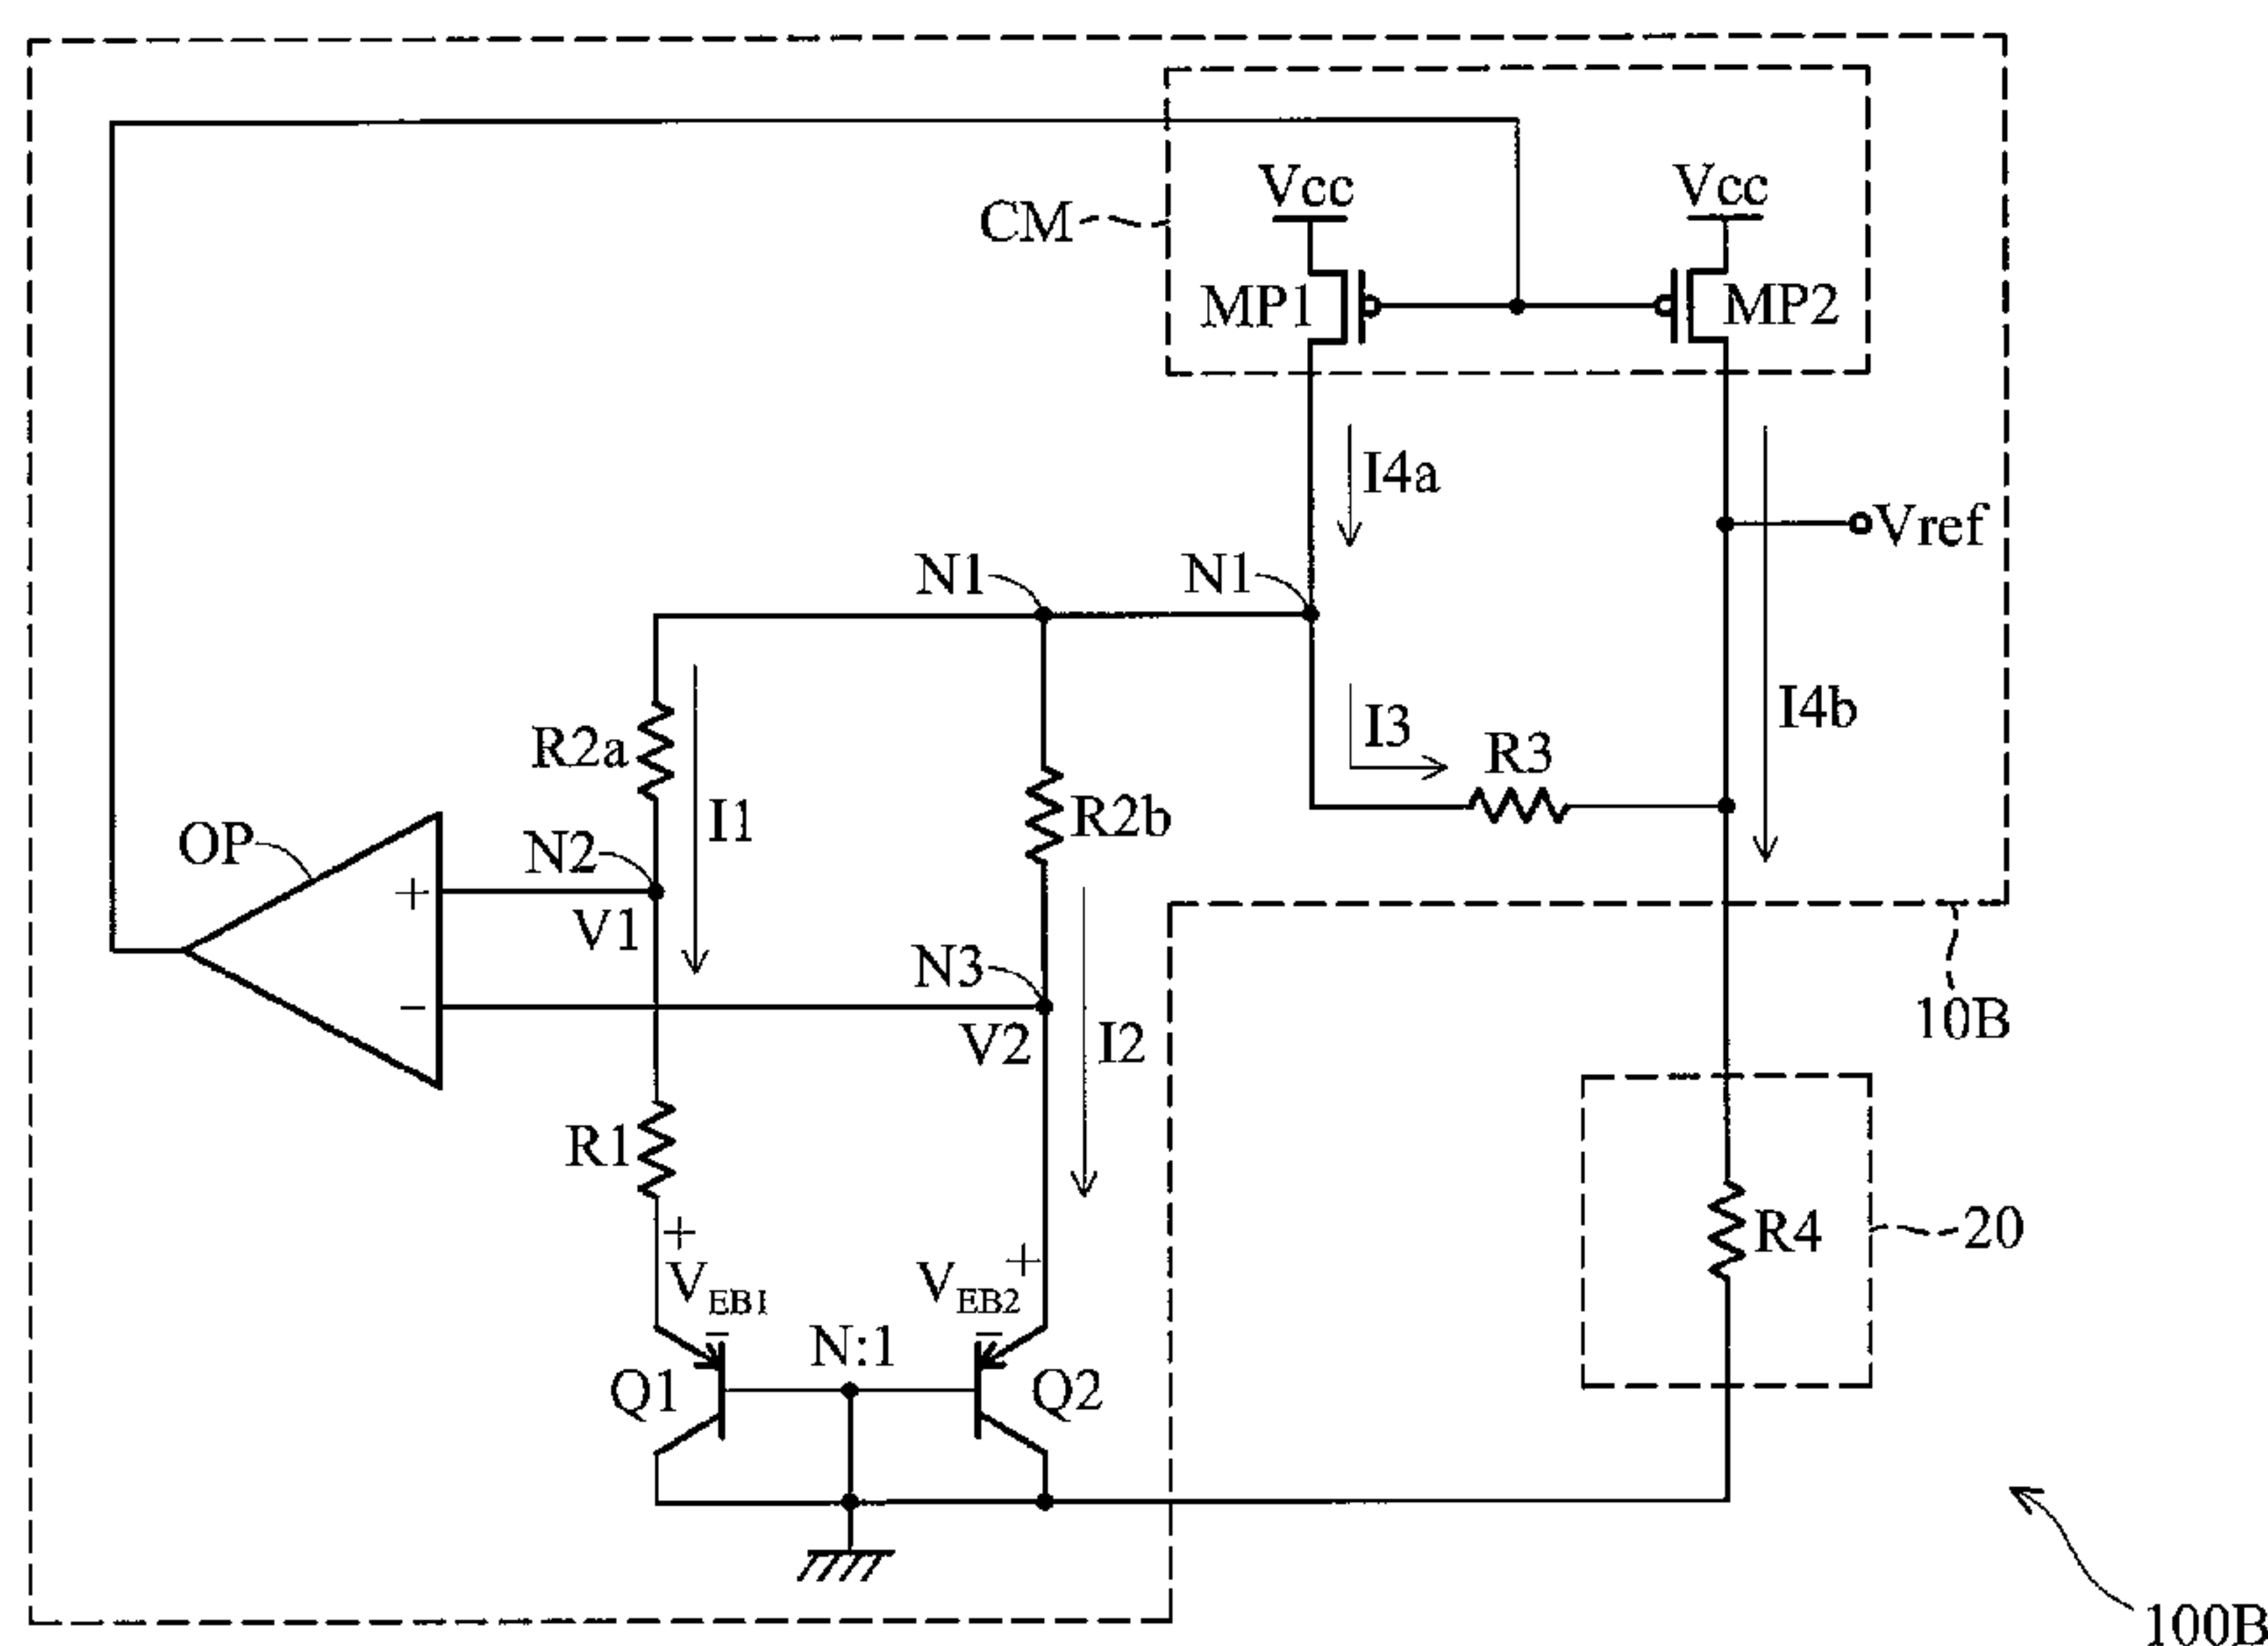 Vcc
Vcc
CM
MP1
MP2
I4a
Vref
N1
N1
I4b
I3
R3
R2a
I1
R2b
OP
N2
+
V1
N3
−
V2
I2
10B
R1
+
R4
20
VEB1
VEB2
+
−
−
N:1
Q1
Q2
100B